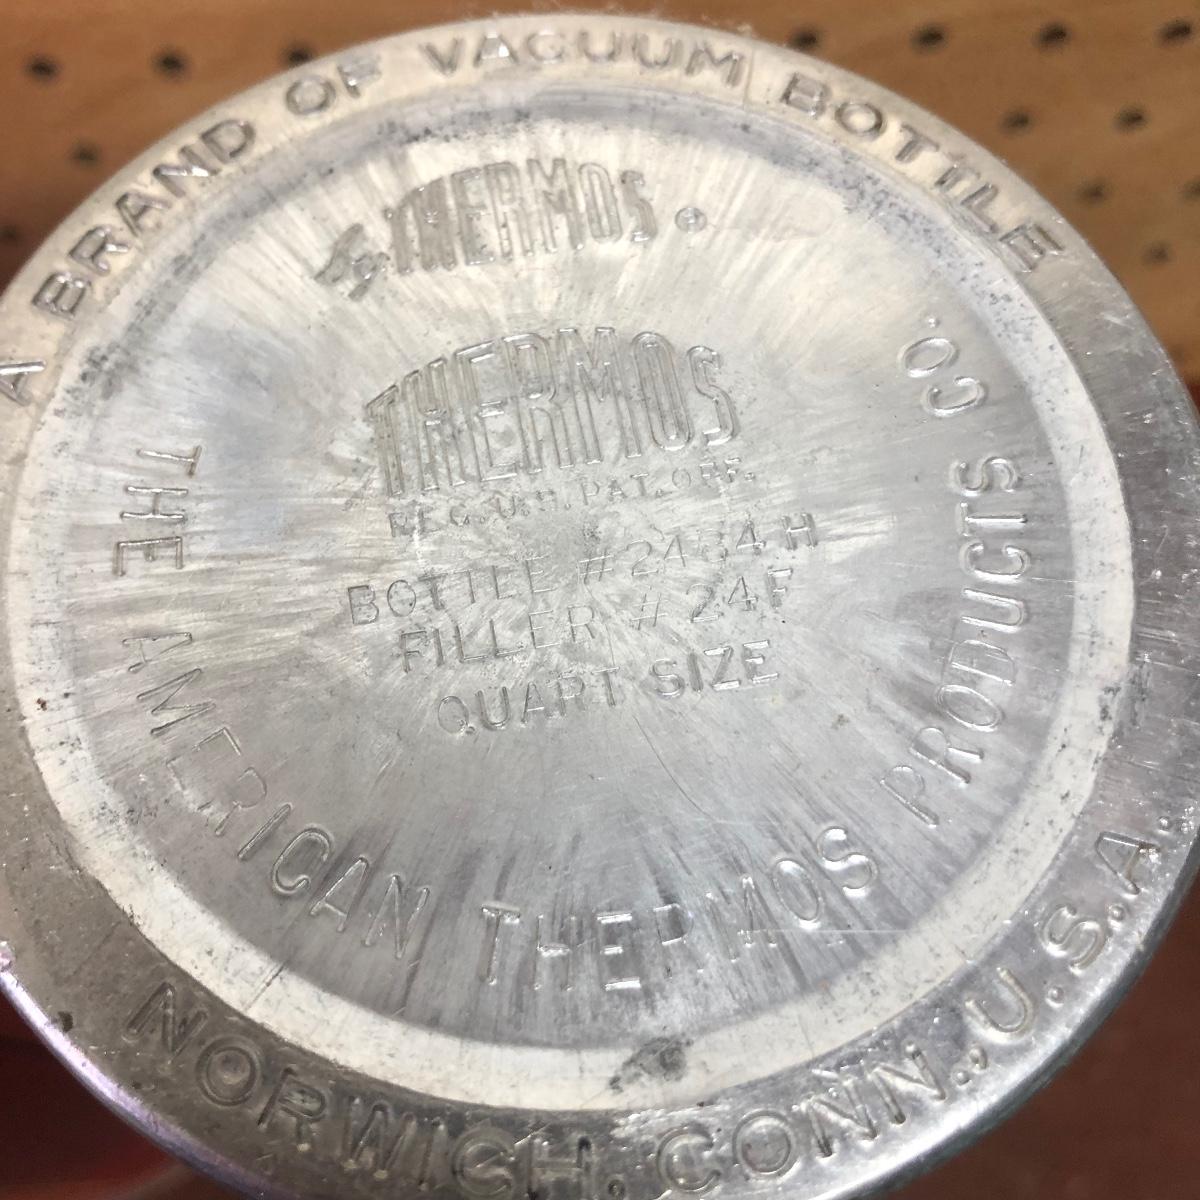 A BRAND OF VACUUM BOTTLE
THERMOS ®.
THERMOS
REG. U.S. PAT. OFF.
BOTTLE #2484H
FILLER #24F
QUART SIZE
THE AMERICAN THERMOS PRODUCTS CO.
NORWICH. CONN., U.S.A.